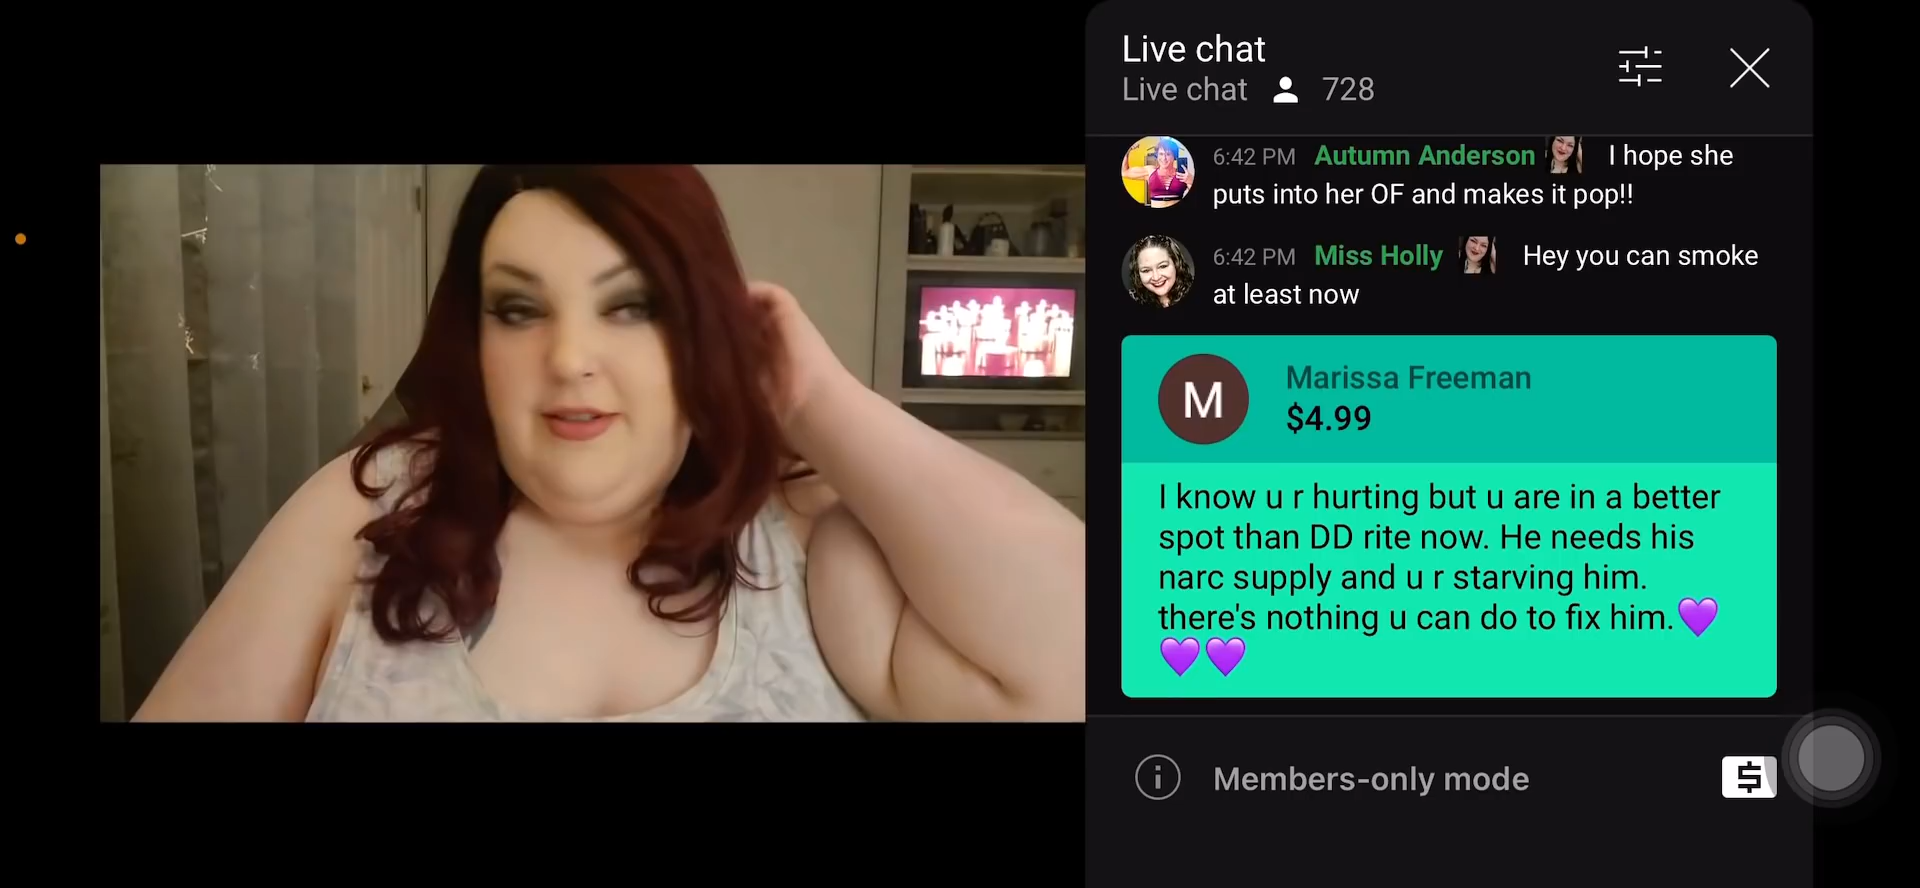 Live chat
Live chat 728
6:42 PM Autumn Anderson I hope she
puts into her OF and makes it pop!!
6:42 PM Miss Holly Hey you can smoke
at least now
M
Marissa Freeman
$4.99
I know u r hurting but u are in a better
spot than DD rite now. He needs his
narc supply and u r starving him.
there's nothing u can do to fix him.💜
💜💜
Members-only mode